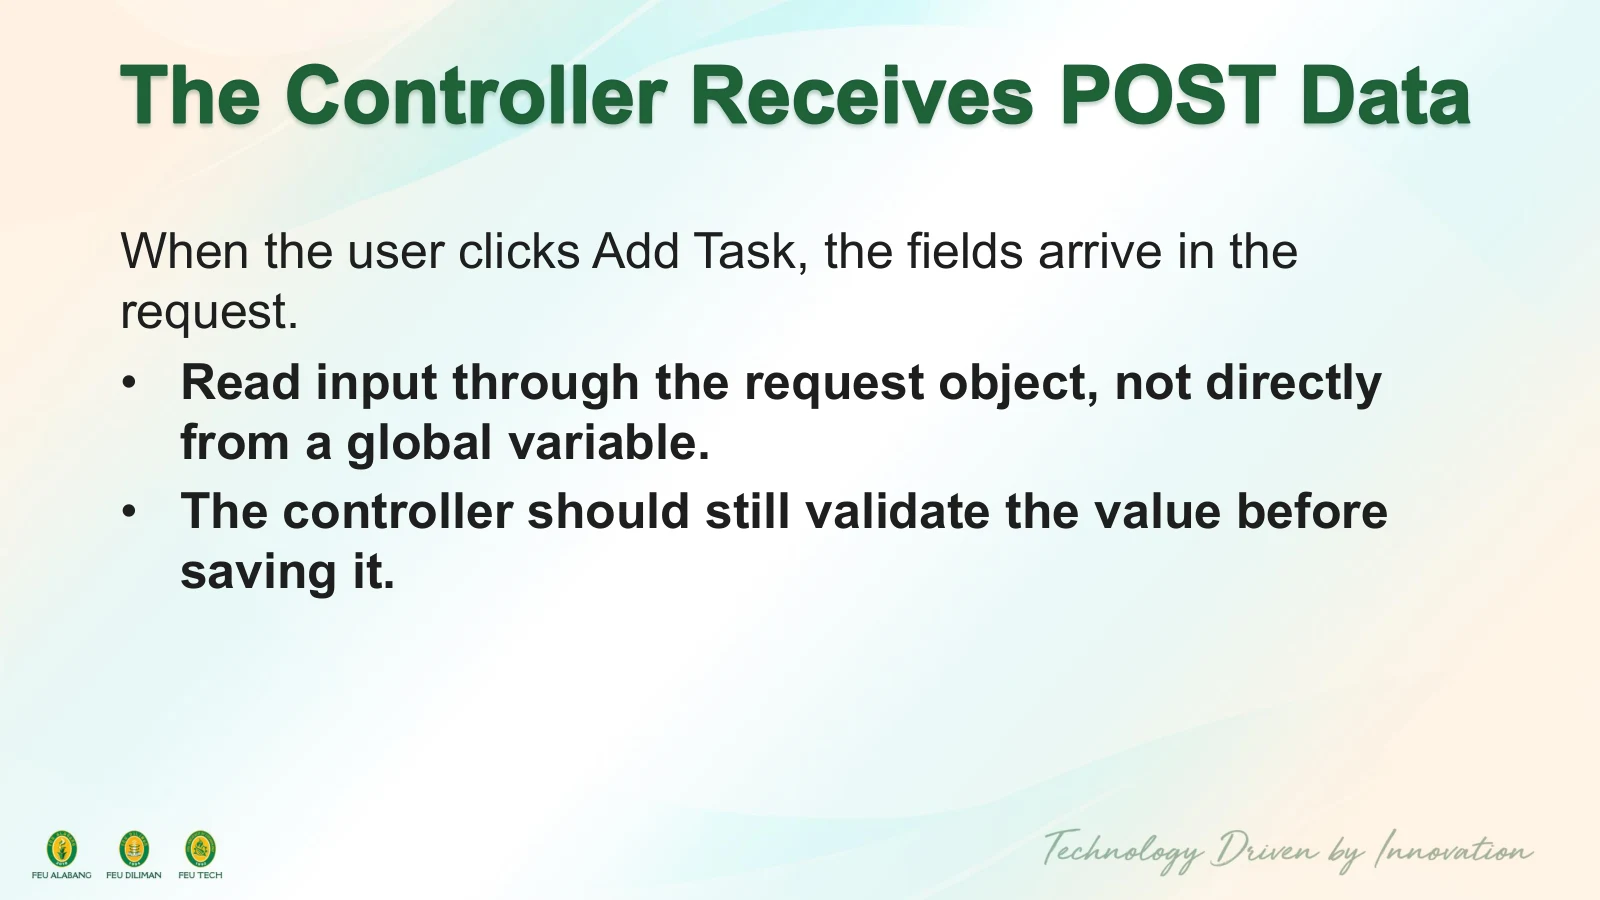 The Controller Receives POST Data
When the user clicks Add Task, the fields arrive in the
request.
• Read input through the request object, not directly
from a global variable.
• The controller should still validate the value before
saving it.
FEU ALABANG FEU DILIMAN FEU TECH
Technology Driven by Innovation